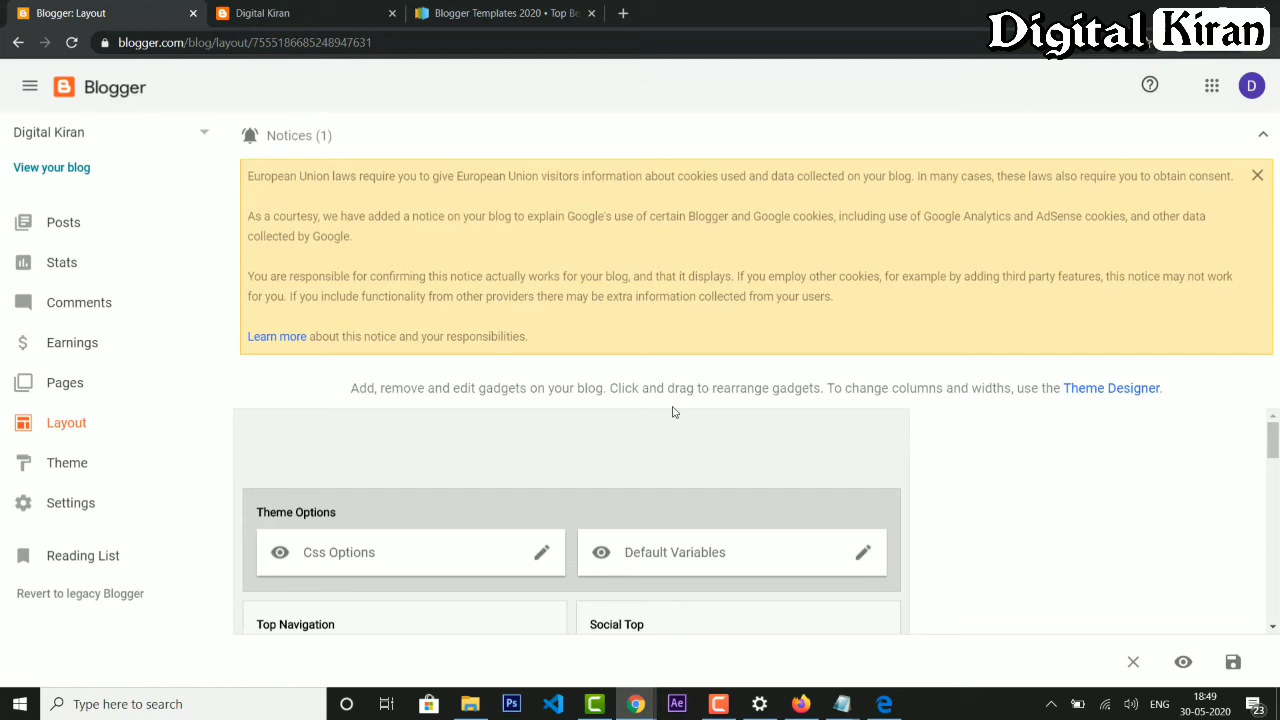 Blogger: Layout
Digital Kiran
Blogger Templates 2020 • Top Be
Digital Kiran
blogger.com/blog/layout/7555186685248947631
Blogger
D
Digital Kiran
Notices (1)
View your blog
European Union laws require you to give European Union visitors information about cookies used and data collected on your blog. In many cases, these laws also require you to obtain consent.
As a courtesy, we have added a notice on your blog to explain Google's use of certain Blogger and Google cookies, including use of Google Analytics and AdSense cookies, and other data
collected by Google.
You are responsible for confirming this notice actually works for your blog, and that it displays. If you employ other cookies, for example by adding third party features, this notice may not work
for you. If you include functionality from other providers there may be extra information collected from your users.
Learn more about this notice and your responsibilities.
Posts
Stats
Comments
Earnings
Pages
Layout
Theme
Settings
Reading List
Revert to legacy Blogger
Add, remove and edit gadgets on your blog. Click and drag to rearrange gadgets. To change columns and widths, use the Theme Designer.
Theme Options
Css Options
Default Variables
Top Navigation
Social Top
Type here to search
Ps
Ae
ENG
18:49
30-05-2020
23